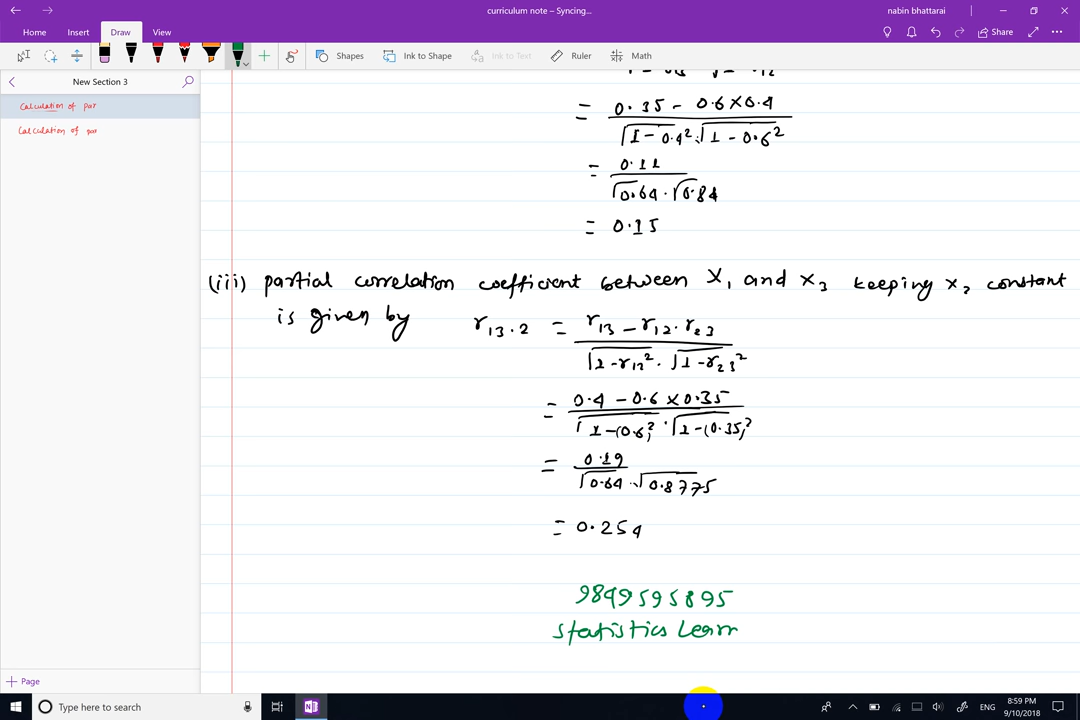 curriculum note – Syncing...
nabin bhattarai
Home Insert Draw View
Share
Shapes Ink to Shape Ink to Text Ruler Math
New Section 3
Calculation of par
Calculation of par
= 0.35 - 0.6 × 0.4
√1 - 0.4² . √1 - 0.6²
= 0.11
√0.64 . √0.84
= 0.15
(iii) partial correlation coefficient between X₁ and X₃ keeping X₂ constant
is given by r₁₃.₂ = r₁₃ - r₁₂ . r₂₃
√1 - r₁₂² . √1 - r₂₃²
= 0.4 - 0.6 × 0.35
√1 - (0.6)² . √1 - (0.35)²
= 0.19
√0.64 . √0.8775
= 0.254
9849595895
Statistics Learn
+ Page
Type here to search
ENG
8:59 PM
9/10/2018